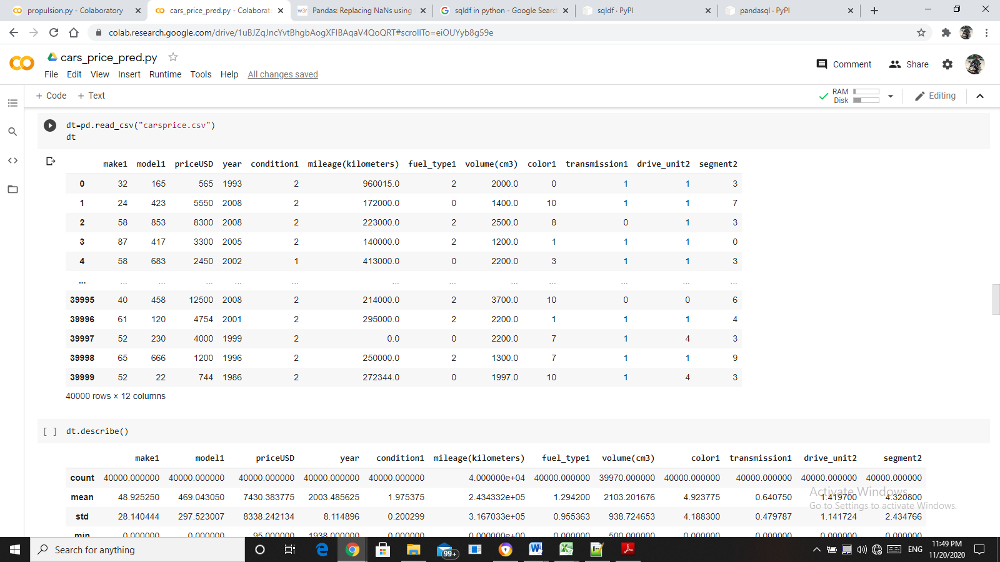 propulsion.py - Colaboratory
cars_price_pred.py - Colaborato
w3r Pandas: Replacing NaNs using
sqldf in python - Google Searc
sqldf · PyPI
pandasql · PyPI
colab.research.google.com/drive/1uBJZqJncYvtBhgbAogXFIBAqaV4QoQRT#scrollTo=eiOUYyb8g59e
cars_price_pred.py
Comment Share
File Edit View Insert Runtime Tools Help All changes saved
+ Code + Text
RAM
Disk
Editing
dt=pd.read_csv("carsprice.csv")
dt
make1 model1 priceUSD year condition1 mileage(kilometers) fuel_type1 volume(cm3) color1 transmission1 drive_unit2 segment2
0 32 165 565 1993 2 960015.0 2 2000.0 0 1 1 3
1 24 423 5550 2008 2 172000.0 0 1400.0 10 1 1 7
2 58 853 8300 2008 2 223000.0 2 2500.0 8 0 1 3
3 87 417 3300 2005 2 140000.0 2 1200.0 1 1 1 0
4 58 683 2450 2002 1 413000.0 0 2200.0 3 1 1 3
... ... ... ... ... ... ... ... ... ... ... ... ...
39995 40 458 12500 2008 2 214000.0 2 3700.0 10 0 0 6
39996 61 120 4754 2001 2 295000.0 2 2200.0 1 1 1 4
39997 52 230 4000 1999 2 0.0 0 2200.0 7 1 4 3
39998 65 666 1200 1996 2 250000.0 2 1300.0 7 1 1 9
39999 52 22 744 1986 2 272344.0 0 1997.0 10 1 4 3
40000 rows × 12 columns
[ ] dt.describe()
make1 model1 priceUSD year condition1 mileage(kilometers) fuel_type1 volume(cm3) color1 transmission1 drive_unit2 segment2
count 40000.000000 40000.000000 40000.000000 40000.000000 40000.000000 4.000000e+04 40000.000000 39970.000000 40000.000000 40000.000000 40000.000000 40000.000000
mean 48.925250 469.043050 7430.383775 2003.485625 1.975375 2.434332e+05 1.294200 2103.201676 4.923775 0.640750 1.419700 4.320800
std 28.140444 297.523007 8338.242134 8.114896 0.200299 3.167033e+05 0.955363 938.724653 4.188300 0.479787 1.141724 2.434766
min 0.000000 0.000000 95.000000 1938.000000 0.000000 0.000000e+00 0.000000 500.000000 0.000000 0.000000 0.000000 0.000000
Activate Windows
Go to Settings to activate Windows.
Search for anything
99+
ENG
11:49 PM
11/20/2020